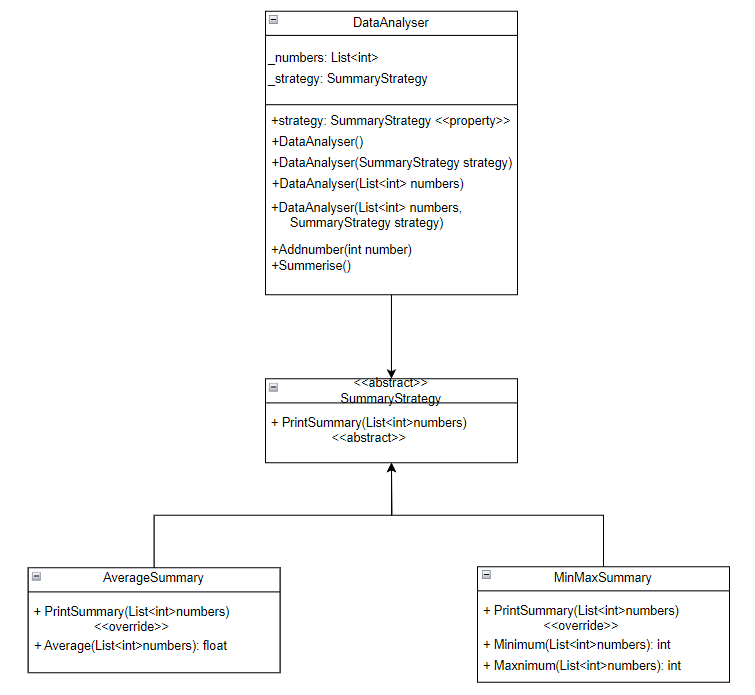 DataAnalyser
_numbers: List<int>
_strategy: SummaryStrategy
+strategy: SummaryStrategy <<property>>
+DataAnalyser()
+DataAnalyser(SummaryStrategy strategy)
+DataAnalyser(List<int> numbers)
+DataAnalyser(List<int> numbers,
SummaryStrategy strategy)
+Addnumber(int number)
+Summerise()
<<abstract>>
SummaryStrategy
+ PrintSummary(List<int>numbers)
<<abstract>>
AverageSummary
+ PrintSummary(List<int>numbers)
<<override>>
+ Average(List<int>numbers): float
MinMaxSummary
+ PrintSummary(List<int>numbers)
<<override>>
+ Minimum(List<int>numbers): int
+ Maxnimum(List<int>numbers): int